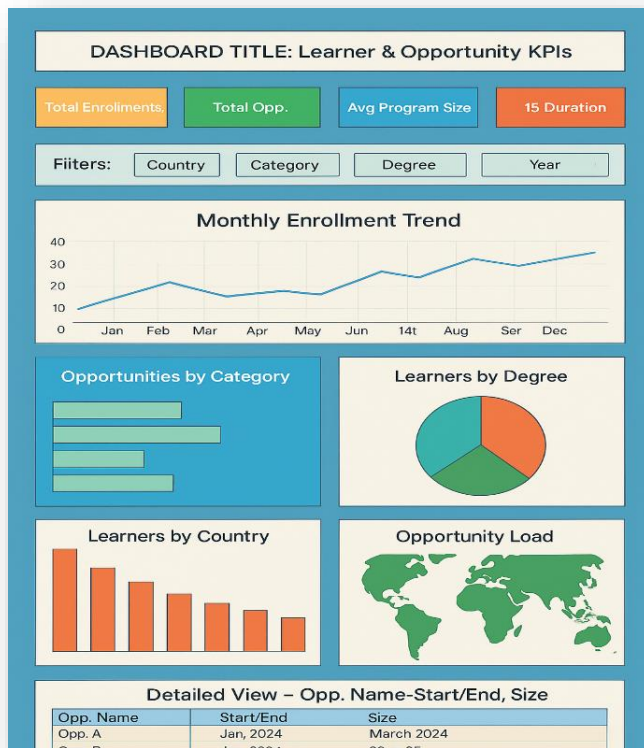 DASHBOARD TITLE: Learner & Opportunity KPIs
Total Enrollments, Total Opp. Avg Program Size 15 Duration
Fiiters: Country Category Degree Year
Monthly Enrollment Trend
40
30
20
10
0 Jan Feb Mar Apr May Jun 14t Aug Ser Dec
Opportunities by Category
Learners by Degree
Learners by Country
Opportunity Load
Detailed View – Opp. Name-Start/End, Size
Opp. Name Start/End Size
Opp. A Jan, 2024 March 2024